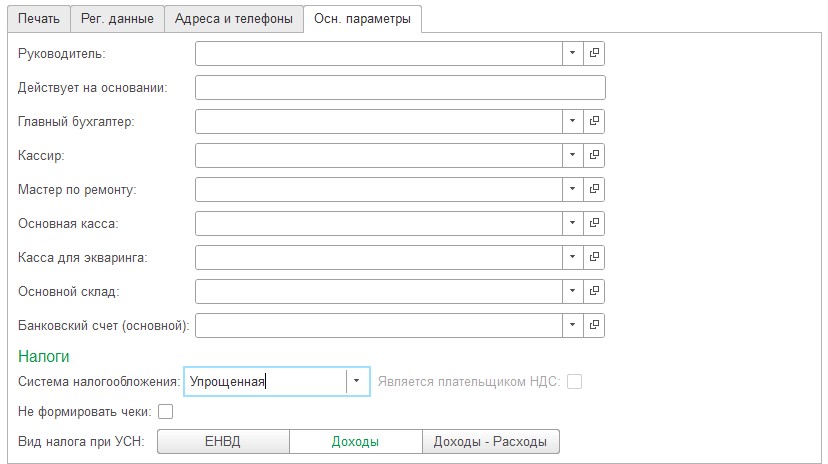 Печать Рег. данные Адреса и телефоны Осн. параметры
Руководитель:
Действует на основании:
Главный бухгалтер:
Кассир:
Мастер по ремонту:
Основная касса:
Касса для экваринга:
Основной склад:
Банковский счет (основной):
Налоги
Система налогообложения: Упрощенная Является плательщиком НДС:
Не формировать чеки:
Вид налога при УСН: ЕНВД Доходы Доходы - Расходы